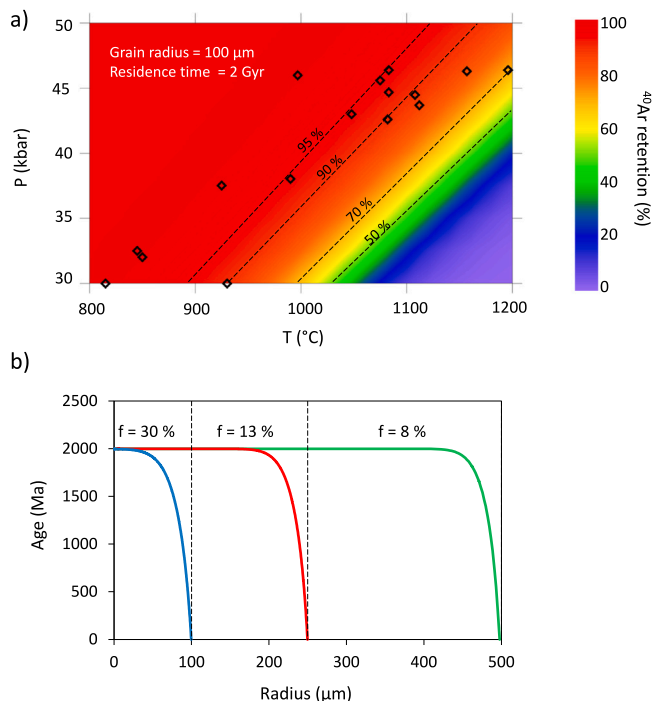 a)
50
45
40
35
30
P (kbar)
Grain radius = 100 µm
Residence time = 2 Gyr
95 %
90 %
70 %
50 %
800
900
1000
1100
1200
T (°C)
100
80
60
40
20
0
⁴⁰Ar retention (%)
b)
2500
2000
1500
1000
500
0
Age (Ma)
f = 30 %
f = 13 %
f = 8 %
0
100
200
300
400
500
Radius (µm)